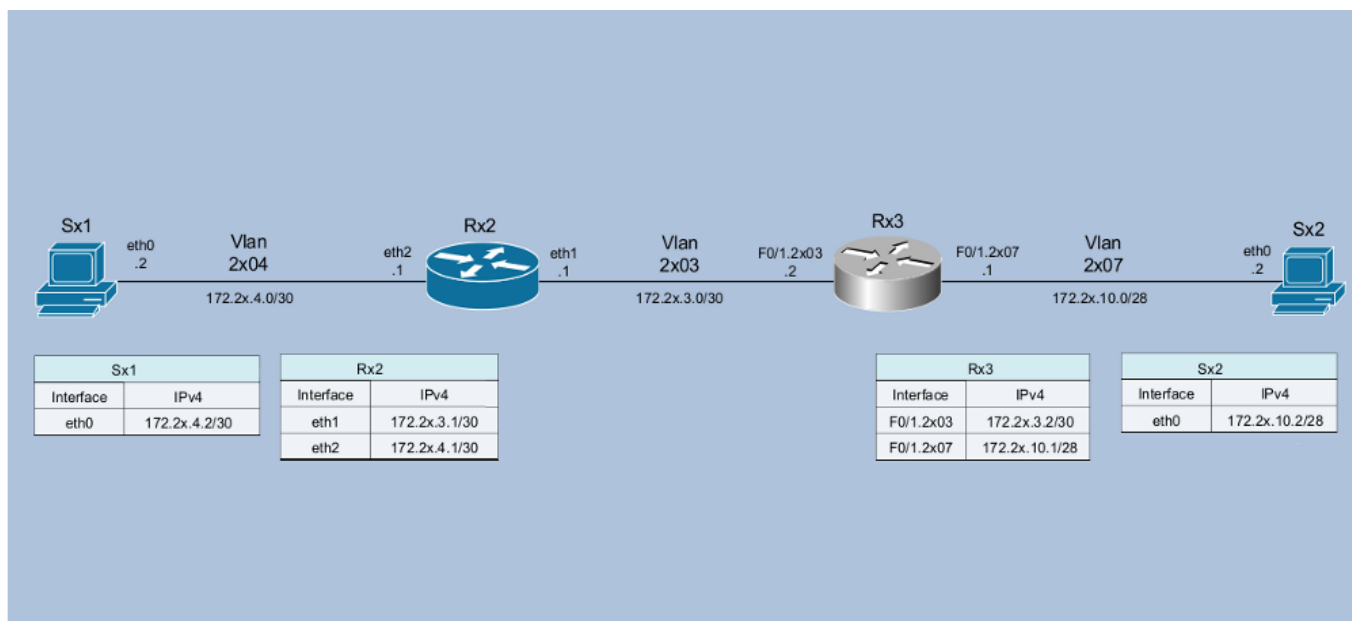 Sx1
eth0
.2
Vlan
2x04
172.2x.4.0/30
eth2
.1
Rx2
eth1
.1
Vlan
2x03
172.2x.3.0/30
F0/1.2x03
.2
Rx3
F0/1.2x07
.1
Vlan
2x07
172.2x.10.0/28
eth0
.2
Sx2
Sx1
Interface IPv4
eth0 172.2x.4.2/30
Rx2
Interface IPv4
eth1 172.2x.3.1/30
eth2 172.2x.4.1/30
Rx3
Interface IPv4
F0/1.2x03 172.2x.3.2/30
F0/1.2x07 172.2x.10.1/28
Sx2
Interface IPv4
eth0 172.2x.10.2/28